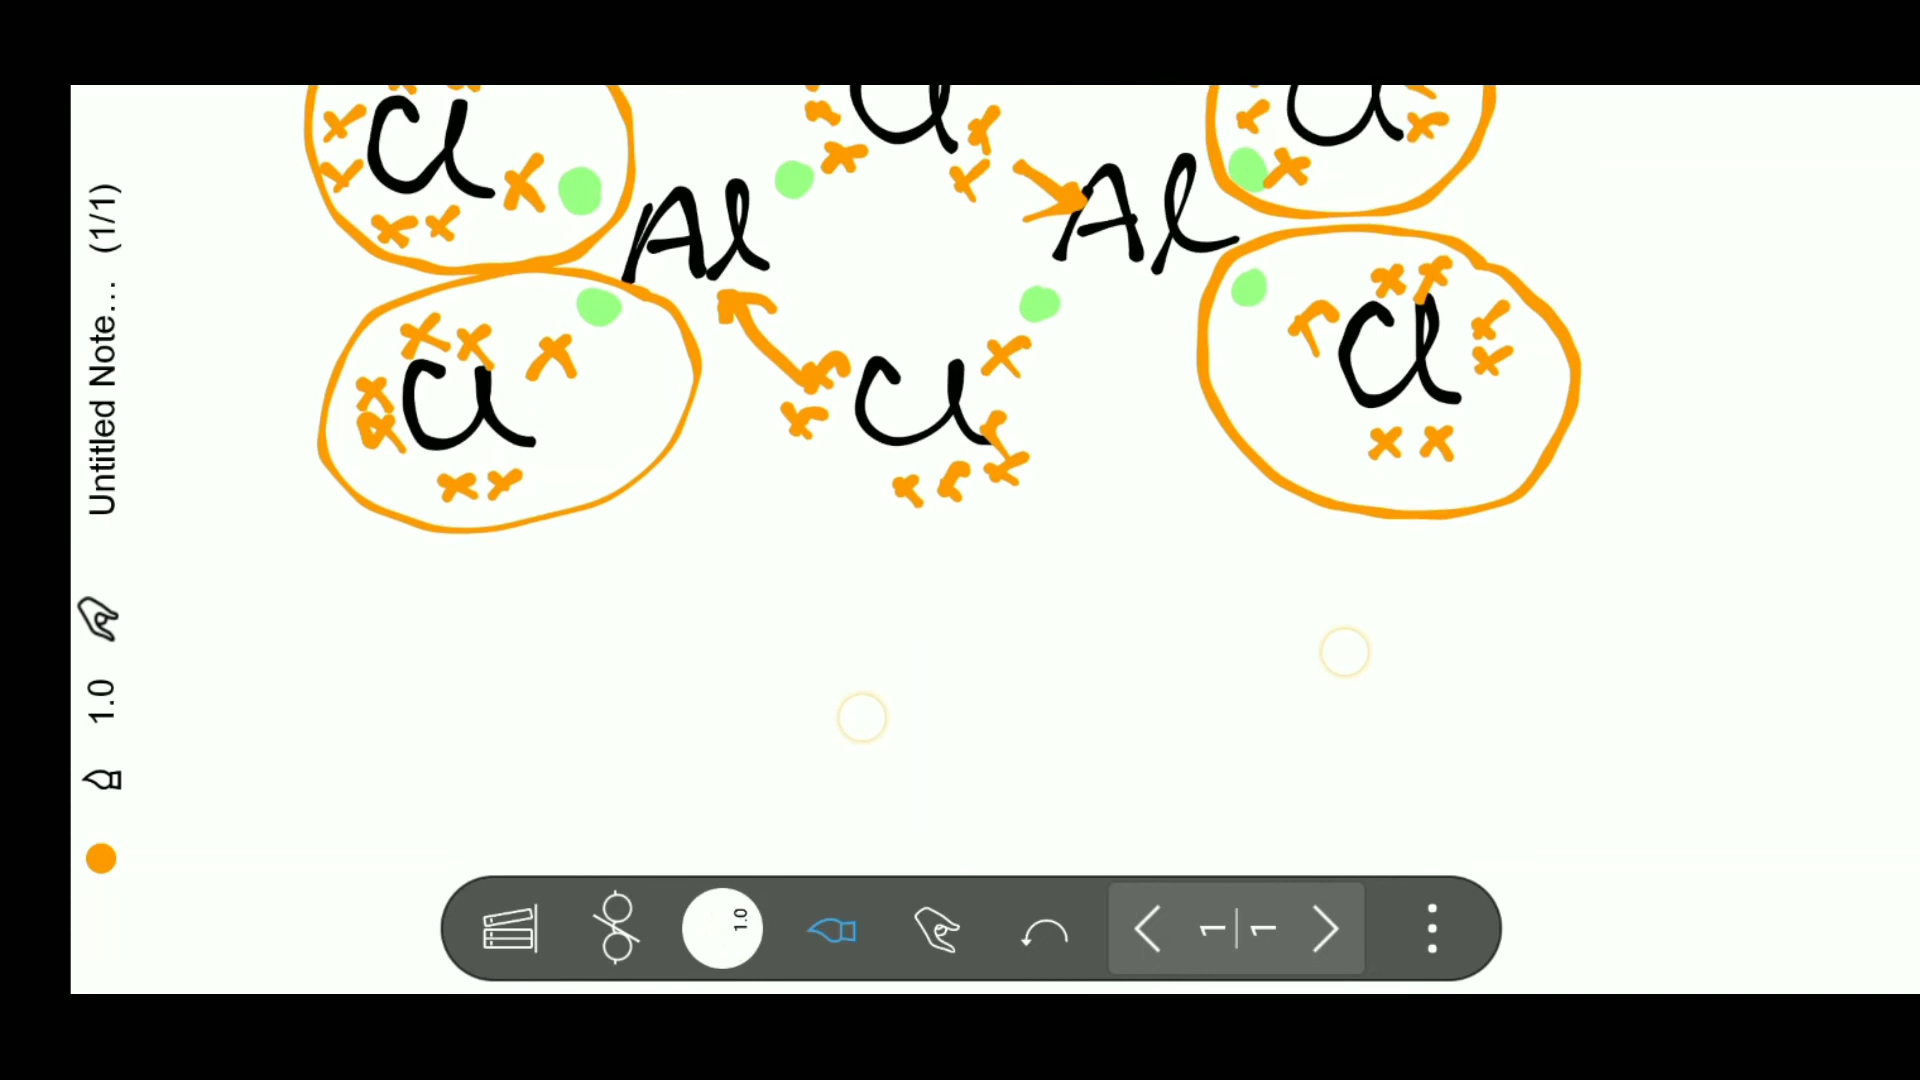 Cl Cl Cl
Al Al
Cl Cl Cl
Untitled Note... (1/1)
1.0
1.0
1 1